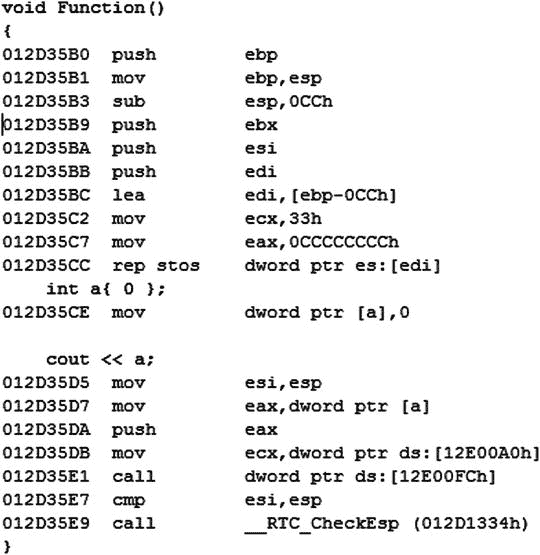 void Function()
{
012D35B0 push ebp
012D35B1 mov ebp,esp
012D35B3 sub esp,0CCh
012D35B9 push ebx
012D35BA push esi
012D35BB push edi
012D35BC lea edi,[ebp-0CCh]
012D35C2 mov ecx,33h
012D35C7 mov eax,0CCCCCCCCh
012D35CC rep stos dword ptr es:[edi]
int a{ 0 };
012D35CE mov dword ptr [a],0
cout << a;
012D35D5 mov esi,esp
012D35D7 mov eax,dword ptr [a]
012D35DA push eax
012D35DB mov ecx,dword ptr ds:[12E00A0h]
012D35E1 call dword ptr ds:[12E00FCh]
012D35E7 cmp esi,esp
012D35E9 call __RTC_CheckEsp (012D1334h)
}